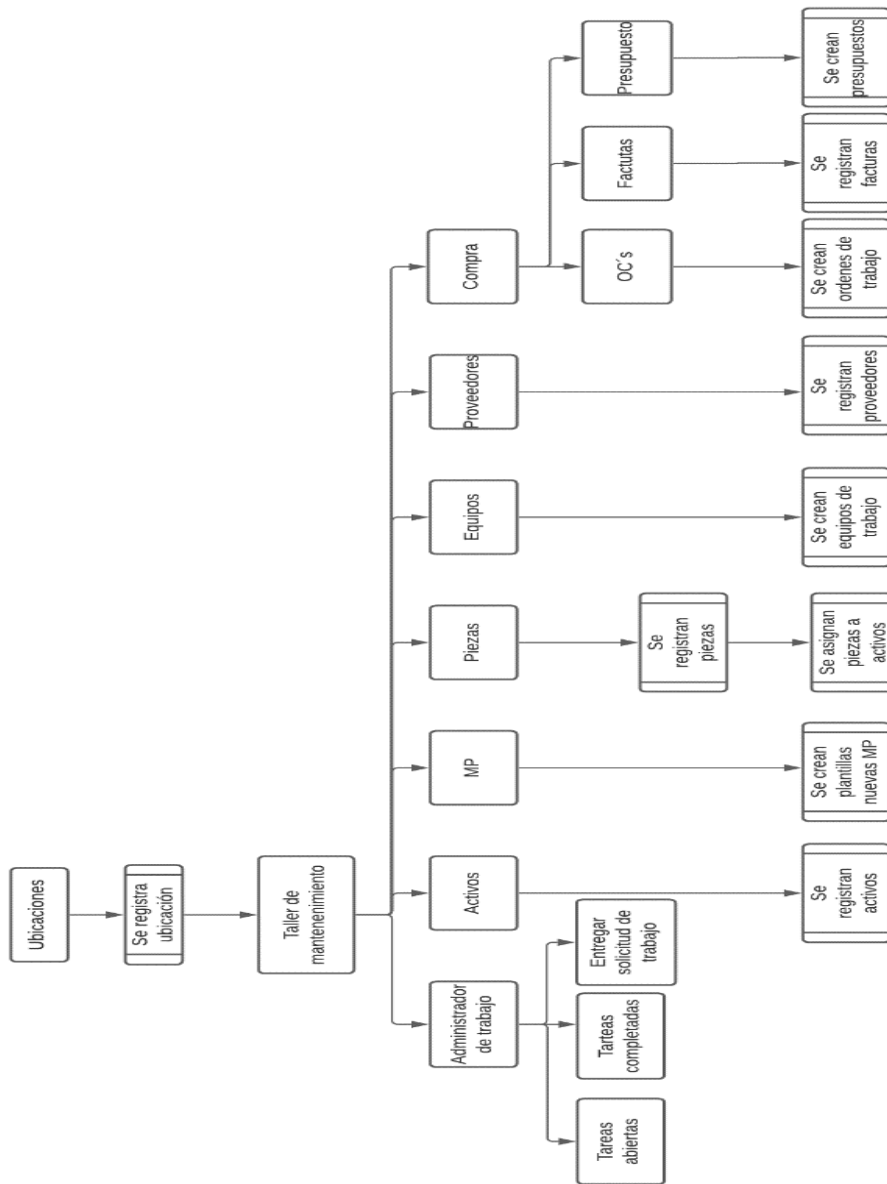 Ubicaciones
Se registra
ubicación
Taller de
mantenenimiento
Administrador
de trabajo
Activos
MP
Piezas
Equipos
Proveedores
Compra
Tareas
abiertas
Tarteas
completadas
Entregar
solicitud de
trabajo
Se
registran
piezas
OC´s
Factutas
Presupuesto
Se
registran
activos
Se crean
plantillas
nuevas MP
Se asignan
piezas a
activos
Se crean
equipos de
trabajo
Se
registran
proveedores
Se crean
ordenes de
trabajo
Se
registran
facturas
Se crean
presupuestos